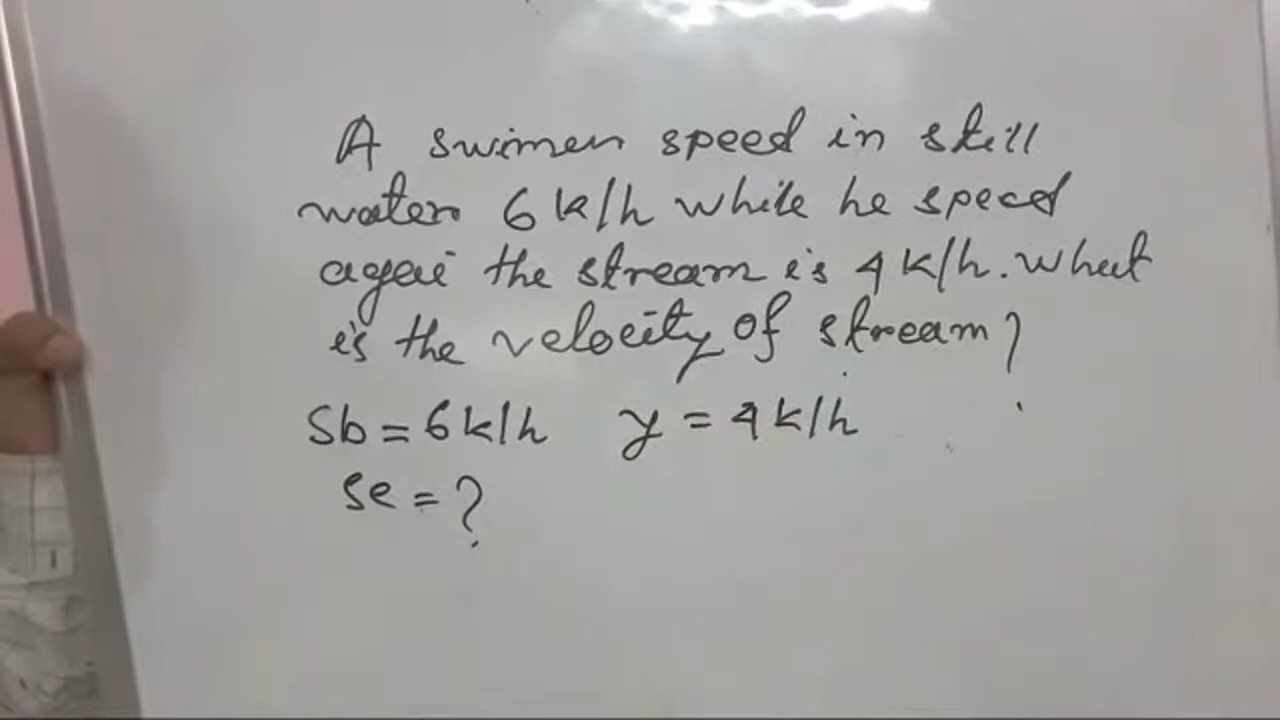 A swimer speed in still
water 6 k/h while he speed
agai the stream is 4 k/h. what
is the velocity of stream?
Sb = 6 k/h y = 4 k/h
Se = ?